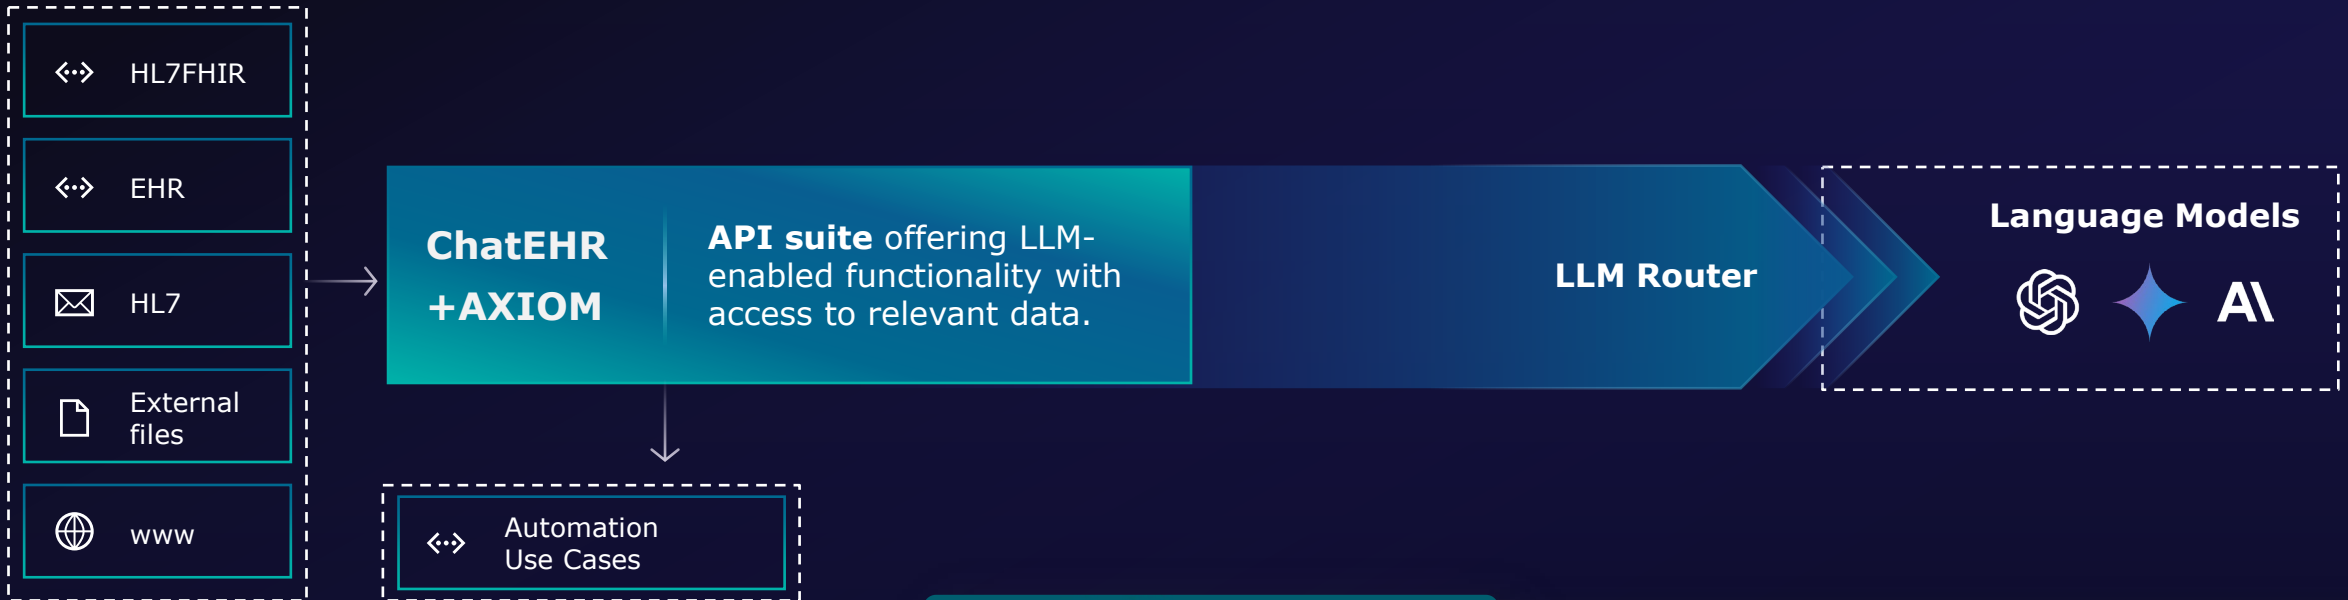 HL7FHIR
EHR
HL7
External
files
www
ChatEHR
+AXIOM
API suite offering LLM-
enabled functionality with
access to relevant data.
Automation
Use Cases
LLM Router
Language Models
A\